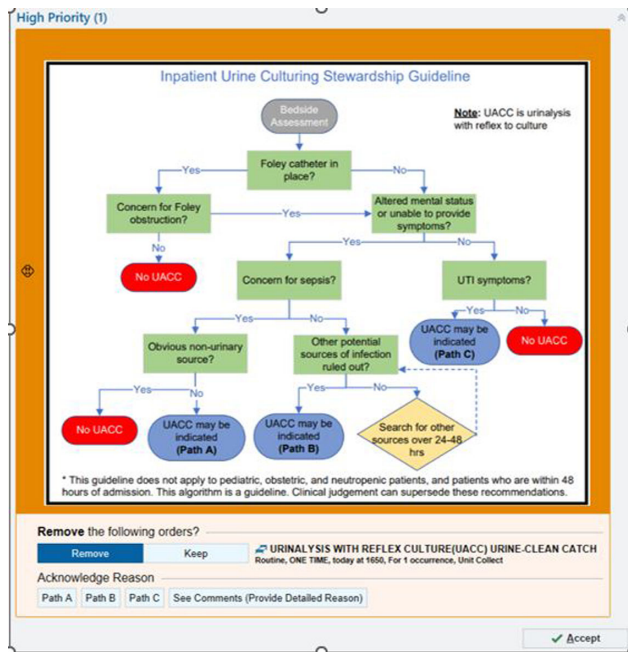 High Priority (1)
Inpatient Urine Culturing Stewardship Guideline
Bedside
Assessment
Note: UACC is urinalysis
with reflex to culture
Foley catheter in
place?
Yes
No
Concern for Foley
obstruction?
Yes
Altered mental status
or unable to provide
symptoms?
No
Yes
No
No UACC
Concern for sepsis?
UTI symptoms?
Yes
No
Yes
No
UACC may be
indicated
(Path C)
No UACC
Obvious non-urinary
source?
Other potential
sources of infection
ruled out?
Yes
No
Yes
No
No UACC
UACC may be
indicated
(Path A)
UACC may be
indicated
(Path B)
Search for other
sources over 24-48
hrs
* This guideline does not apply to pediatric, obstetric, and neutropenic patients, and patients who are within 48
hours of admission. This algorithm is a guideline. Clinical judgement can supersede these recommendations.
Remove the following orders?
Remove
Keep
URINALYSIS WITH REFLEX CULTURE(UACC) URINE-CLEAN CATCH
Routine, ONE TIME, today at 1650, For 1 occurrence, Unit Collect
Acknowledge Reason
Path A
Path B
Path C
See Comments (Provide Detailed Reason)
Accept